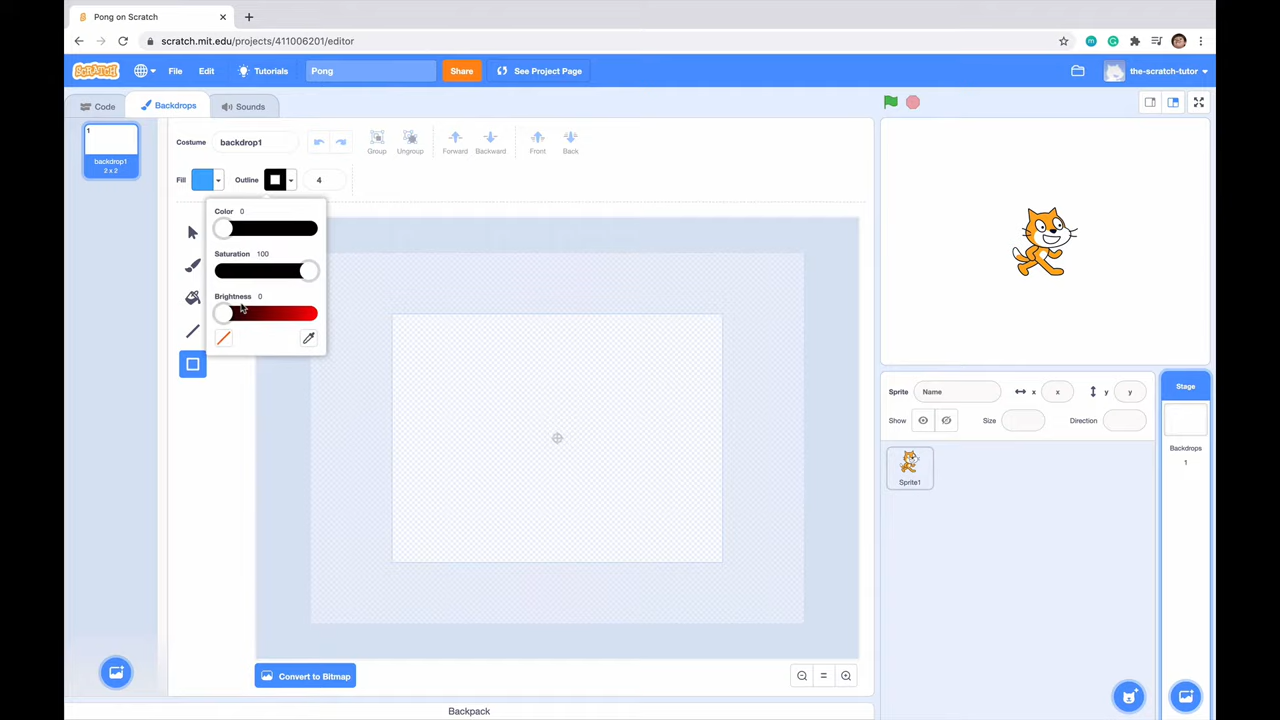 Pong on Scratch
scratch.mit.edu/projects/411006201/editor
SCRATCH
File
Edit
Tutorials
Pong
Share
See Project Page
the-scratch-tutor
Code
Backdrops
Sounds
1
backdrop1
2 x 2
Costume
backdrop1
Group
Ungroup
Forward
Backward
Front
Back
Fill
Outline
4
Color 0
Saturation 100
Brightness 0
Convert to Bitmap
Sprite
Name
x
x
y
y
Show
Size
Direction
Sprite1
Stage
Backdrops
1
Backpack